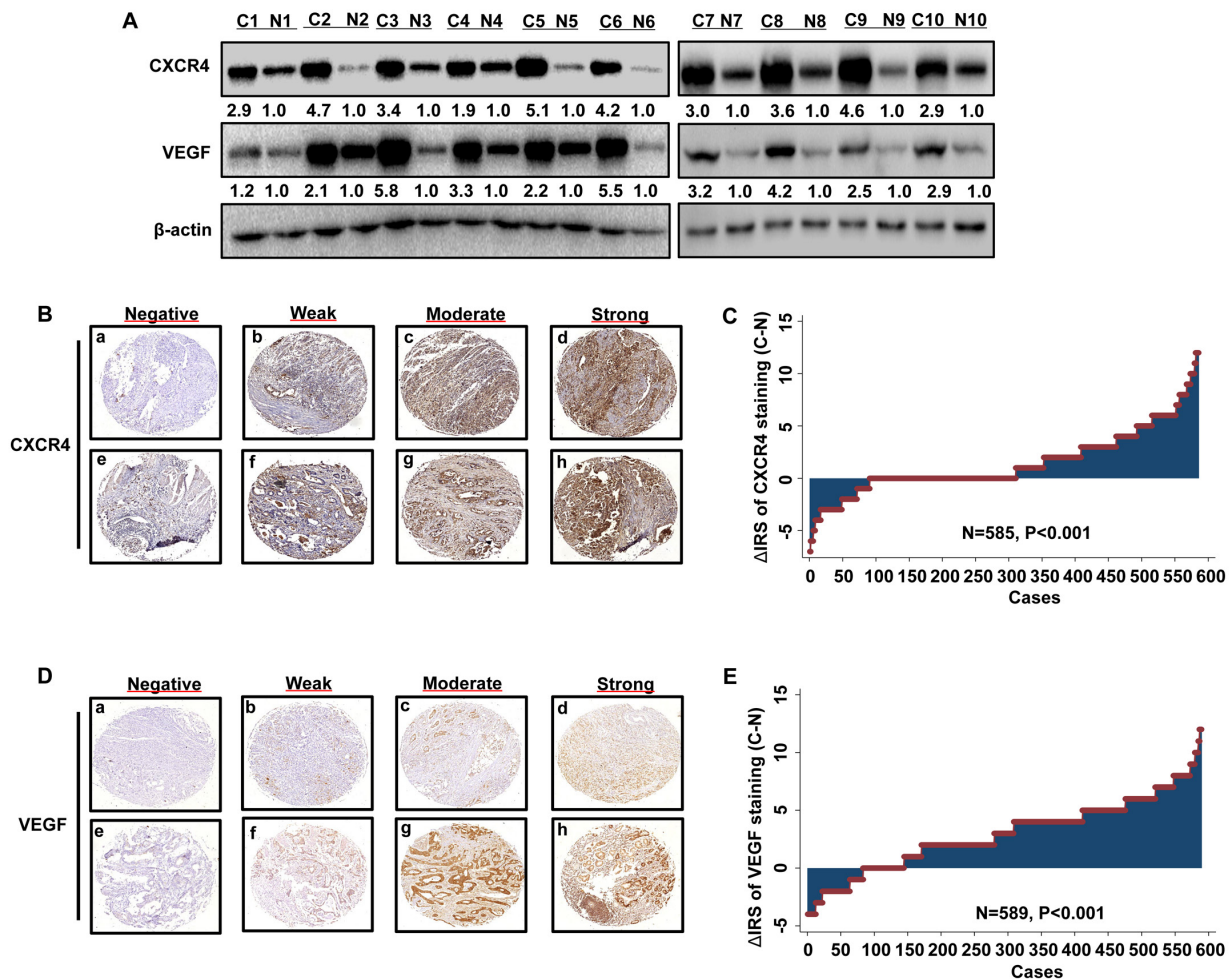 A
C1 N1 C2 N2 C3 N3 C4 N4 C5 N5 C6 N6 C7 N7 C8 N8 C9 N9 C10 N10
CXCR4
2.9 1.0 4.7 1.0 3.4 1.0 1.9 1.0 5.1 1.0 4.2 1.0 3.0 1.0 3.6 1.0 4.6 1.0 2.9 1.0
VEGF
1.2 1.0 2.1 1.0 5.8 1.0 3.3 1.0 2.2 1.0 5.5 1.0 3.2 1.0 4.2 1.0 2.5 1.0 2.9 1.0
β-actin
B
Negative Weak Moderate Strong
a b c d
CXCR4
e f g h
C
ΔIRS of CXCR4 staining (C-N)
15
10
5
0
-5
N=585, P<0.001
0 50 100 150 200 250 300 350 400 450 500 550 600
Cases
D
Negative Weak Moderate Strong
a b c d
VEGF
e f g h
E
ΔIRS of VEGF staining (C-N)
15
10
5
0
-5
N=589, P<0.001
0 50 100 150 200 250 300 350 400 450 500 550 600
Cases